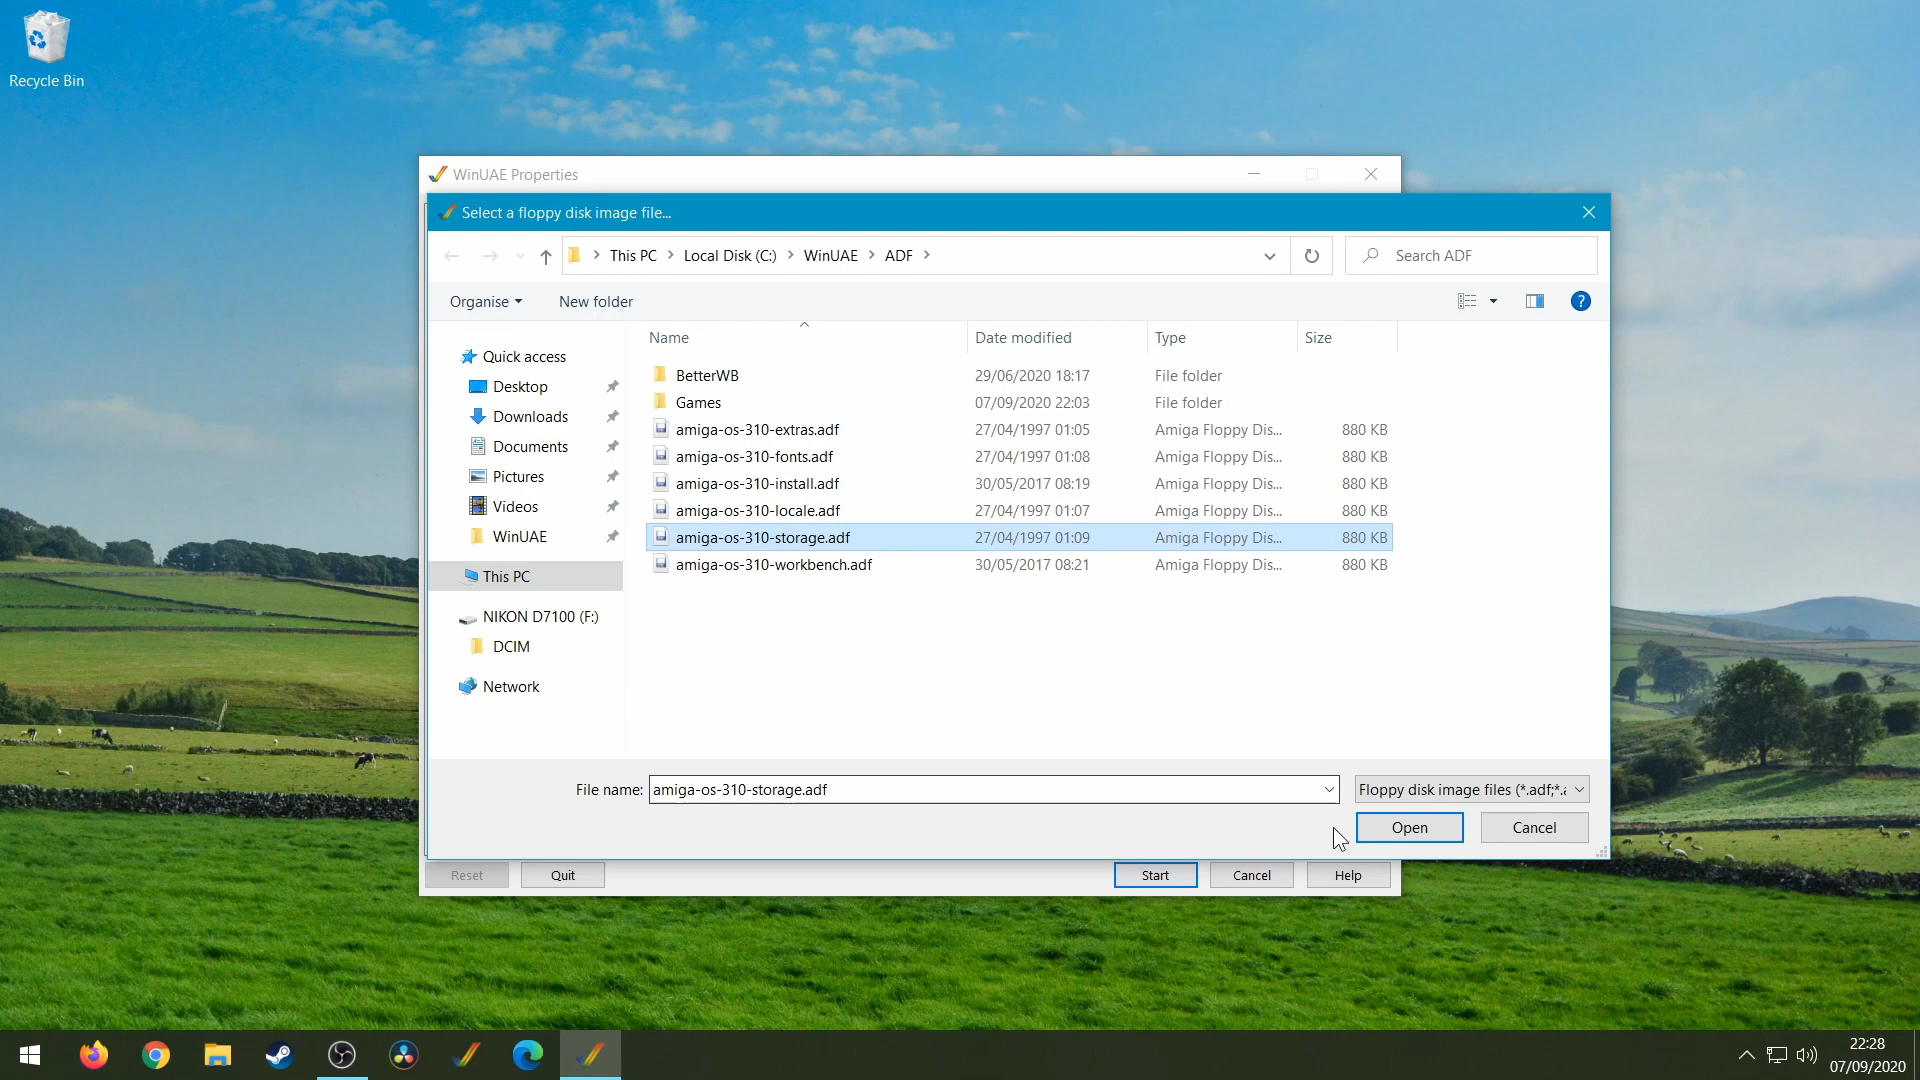 Recycle Bin
WinUAE Properties
Select a floppy disk image file...
This PC Local Disk (C:) WinUAE ADF
Search ADF
Organise New folder
?
Name Date modified Type Size
Quick access
Desktop
Downloads
Documents
Pictures
Videos
WinUAE
This PC
NIKON D7100 (F:)
DCIM
Network
BetterWB 29/06/2020 18:17 File folder
Games 07/09/2020 22:03 File folder
amiga-os-310-extras.adf 27/04/1997 01:05 Amiga Floppy Dis... 880 KB
amiga-os-310-fonts.adf 27/04/1997 01:08 Amiga Floppy Dis... 880 KB
amiga-os-310-install.adf 30/05/2017 08:19 Amiga Floppy Dis... 880 KB
amiga-os-310-locale.adf 27/04/1997 01:07 Amiga Floppy Dis... 880 KB
amiga-os-310-storage.adf 27/04/1997 01:09 Amiga Floppy Dis... 880 KB
amiga-os-310-workbench.adf 30/05/2017 08:21 Amiga Floppy Dis... 880 KB
File name: amiga-os-310-storage.adf Floppy disk image files (*.adf;*.a
Open Cancel
Reset Quit Start Cancel Help
22:28
07/09/2020